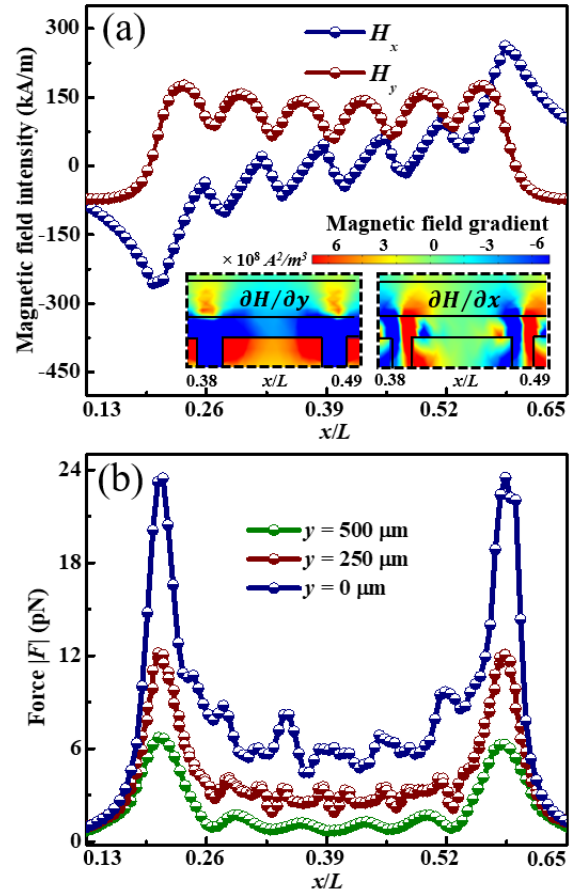 (a)
H_x
H_y
Magnetic field intensity (kA/m)
300
150
0
-150
-300
-450
Magnetic field gradient
× 10^8 A^2/m^3
6 3 0 -3 -6
∂H/∂y
∂H/∂x
0.38 x/L 0.49
0.38 x/L 0.49
0.13 0.26 0.39 0.52 0.65
x/L
(b)
y = 500 µm
y = 250 µm
y = 0 µm
Force |F| (pN)
24
18
12
6
0
0.13 0.26 0.39 0.52 0.65
x/L